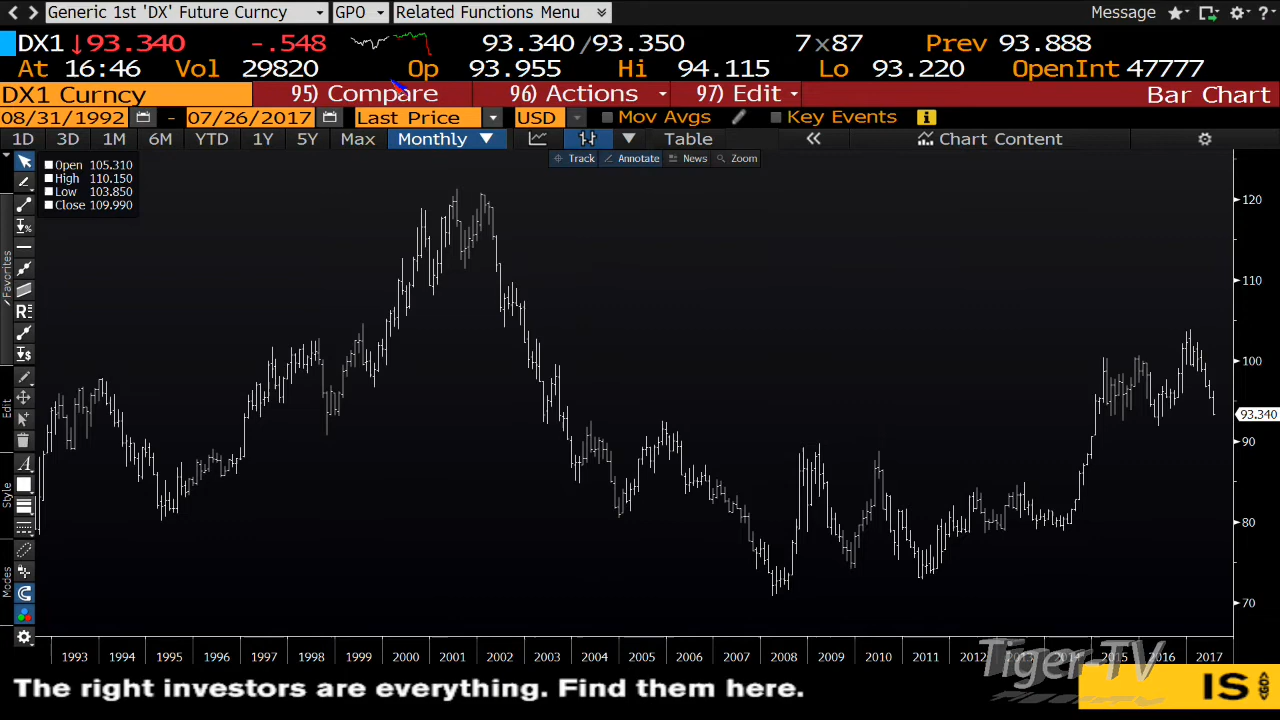 Generic 1st 'DX' Future Curncy GPO Related Functions Menu Message
DX1 ↓93.340 -.548 93.340/93.350 7x87 Prev 93.888
At 16:46 Vol 29820 Op 93.955 Hi 94.115 Lo 93.220 OpenInt 47777
DX1 Curncy 95) Compare 96) Actions 97) Edit Bar Chart
08/31/1992 - 07/26/2017 Last Price USD Mov Avgs Key Events
1D 3D 1M 6M YTD 1Y 5Y Max Monthly Table Chart Content
Track Annotate News Zoom
Open 105.310
High 110.150
Low 103.850
Close 109.990
Favorites
Edit
Style
Modes
120
110
100
93.340
90
80
70
1993 1994 1995 1996 1997 1998 1999 2000 2001 2002 2003 2004 2005 2006 2007 2008 2009 2010 2011 2012 2013 2014 2015 2016 2017
Tiger-TV
The right investors are everything. Find them here.
IS